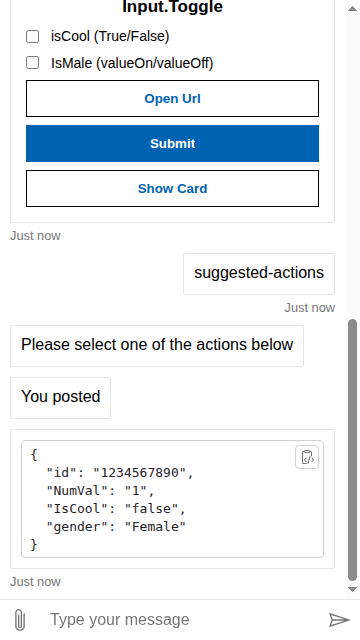 Input.Toggle
isCool (True/False)
IsMale (valueOn/valueOff)
Open Url
Submit
Show Card
Just now
suggested-actions
Just now
Please select one of the actions below
You posted
{
  "id": "1234567890",
  "NumVal": "1",
  "IsCool": "false",
  "gender": "Female"
}
Just now
Type your message